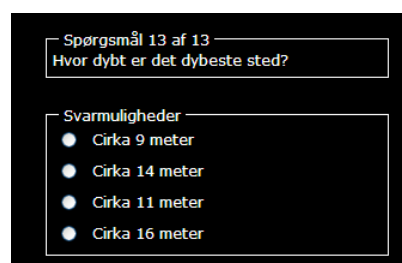 Spørgsmål 13 af 13
Hvor dybt er det dybeste sted?
Svarmuligheder
Cirka 9 meter
Cirka 14 meter
Cirka 11 meter
Cirka 16 meter